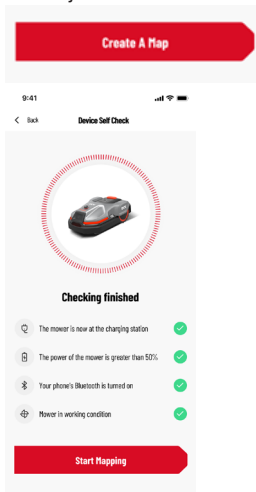 Create A Map
9:41
Back
Device Self Check
Checking finished
The mower is now at the charging station
The power of the mower is greater than 50%
Your phone's Bluetooth is turned on
Mower in working condition
Start Mapping